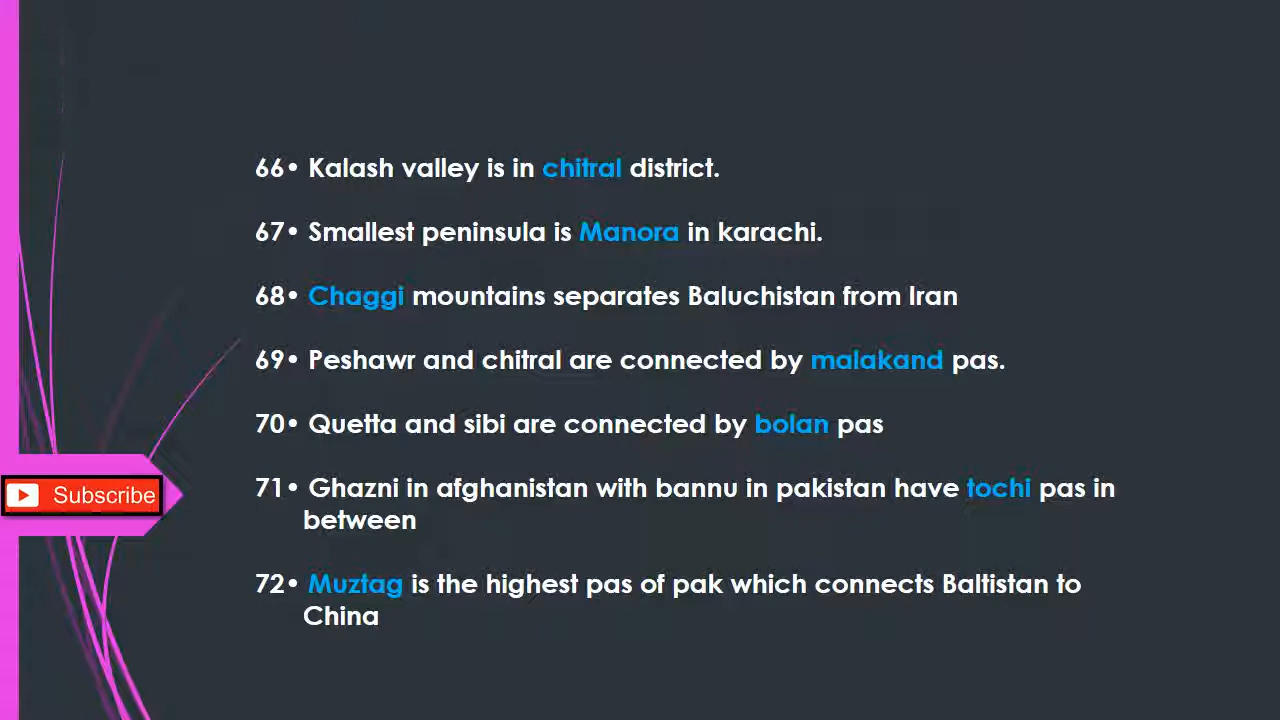 66• Kalash valley is in chitral district.
67• Smallest peninsula is Manora in karachi.
68• Chaggi mountains separates Baluchistan from Iran
69• Peshawr and chitral are connected by malakand pas.
70• Quetta and sibi are connected by bolan pas
Subscribe
71• Ghazni in afghanistan with bannu in pakistan have tochi pas in
between
72• Muztag is the highest pas of pak which connects Baltistan to
China